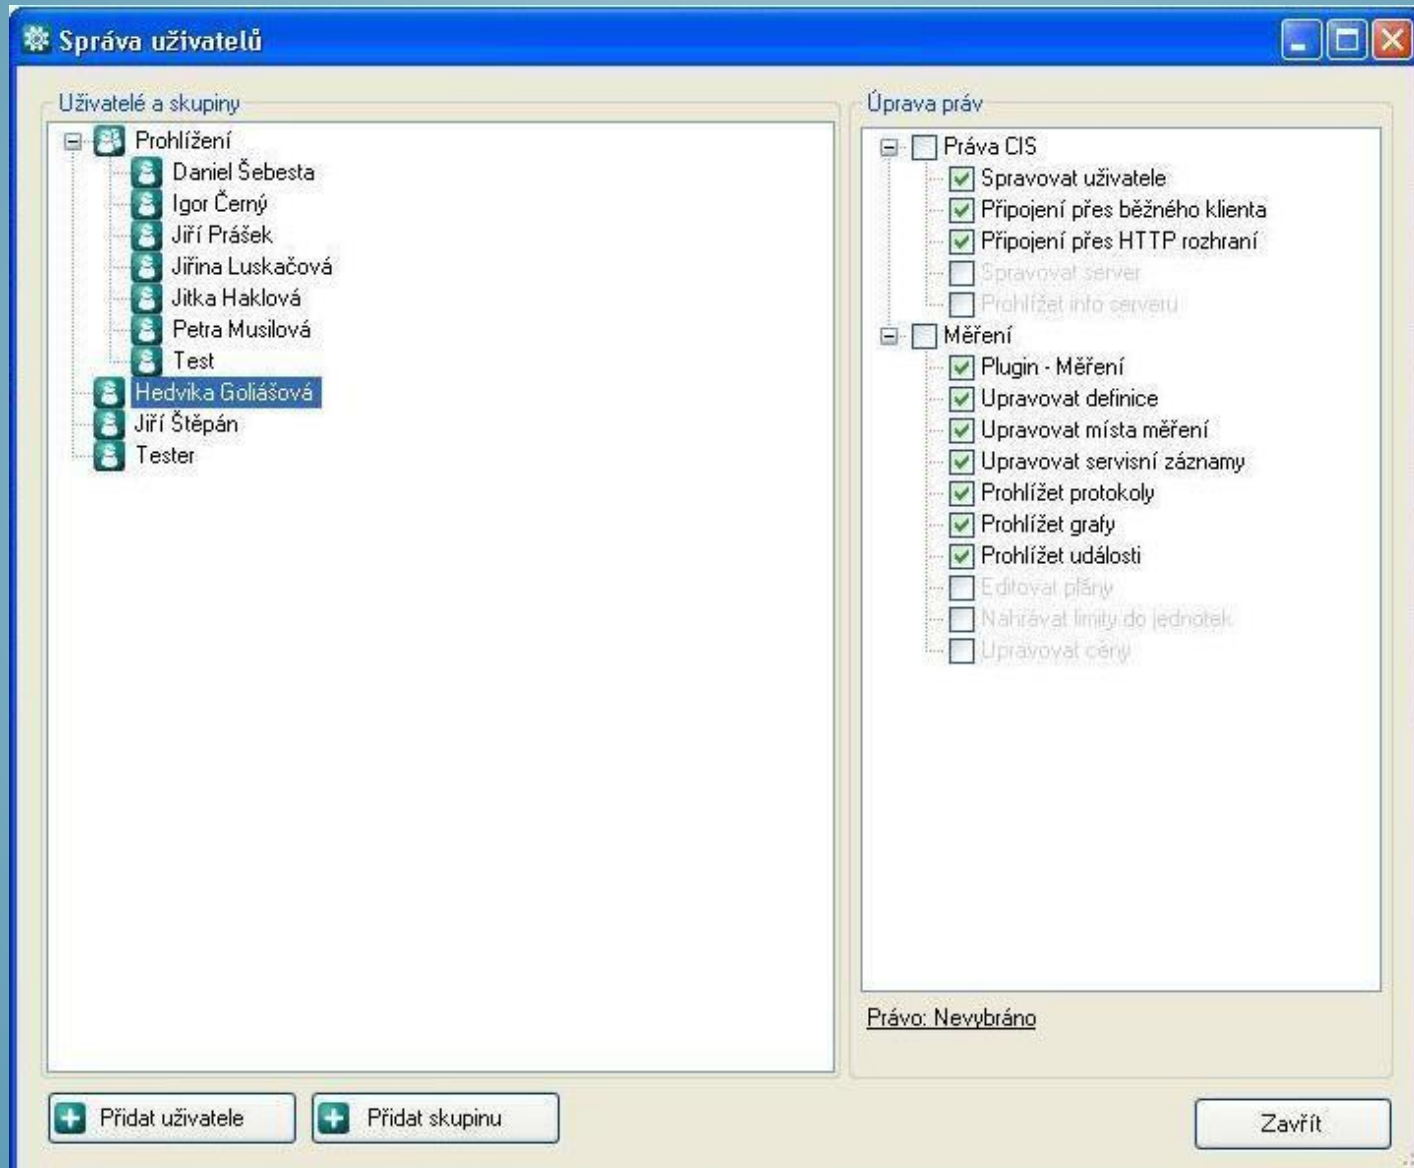 Správa uživatelů
Uživatelé a skupiny
Prohlížení
Daniel Šebesta
Igor Černý
Jiří Prášek
Jiřina Luskačová
Jitka Haklová
Petra Musilová
Test
Hedvika Goliášová
Jiří Štěpán
Tester
Úprava práv
Práva CIS
Spravovat uživatele
Připojení přes běžného klienta
Připojení přes HTTP rozhraní
Spravovat server
Prohlížet info serveru
Měření
Plugin - Měření
Upravovat definice
Upravovat místa měření
Upravovat servisní záznamy
Prohlížet protokoly
Prohlížet grafy
Prohlížet události
Editovat plány
Nahrávat limity do jednotek
Upravovat ceny
Právo: Nevybráno
Přidat uživatele
Přidat skupinu
Zavřít